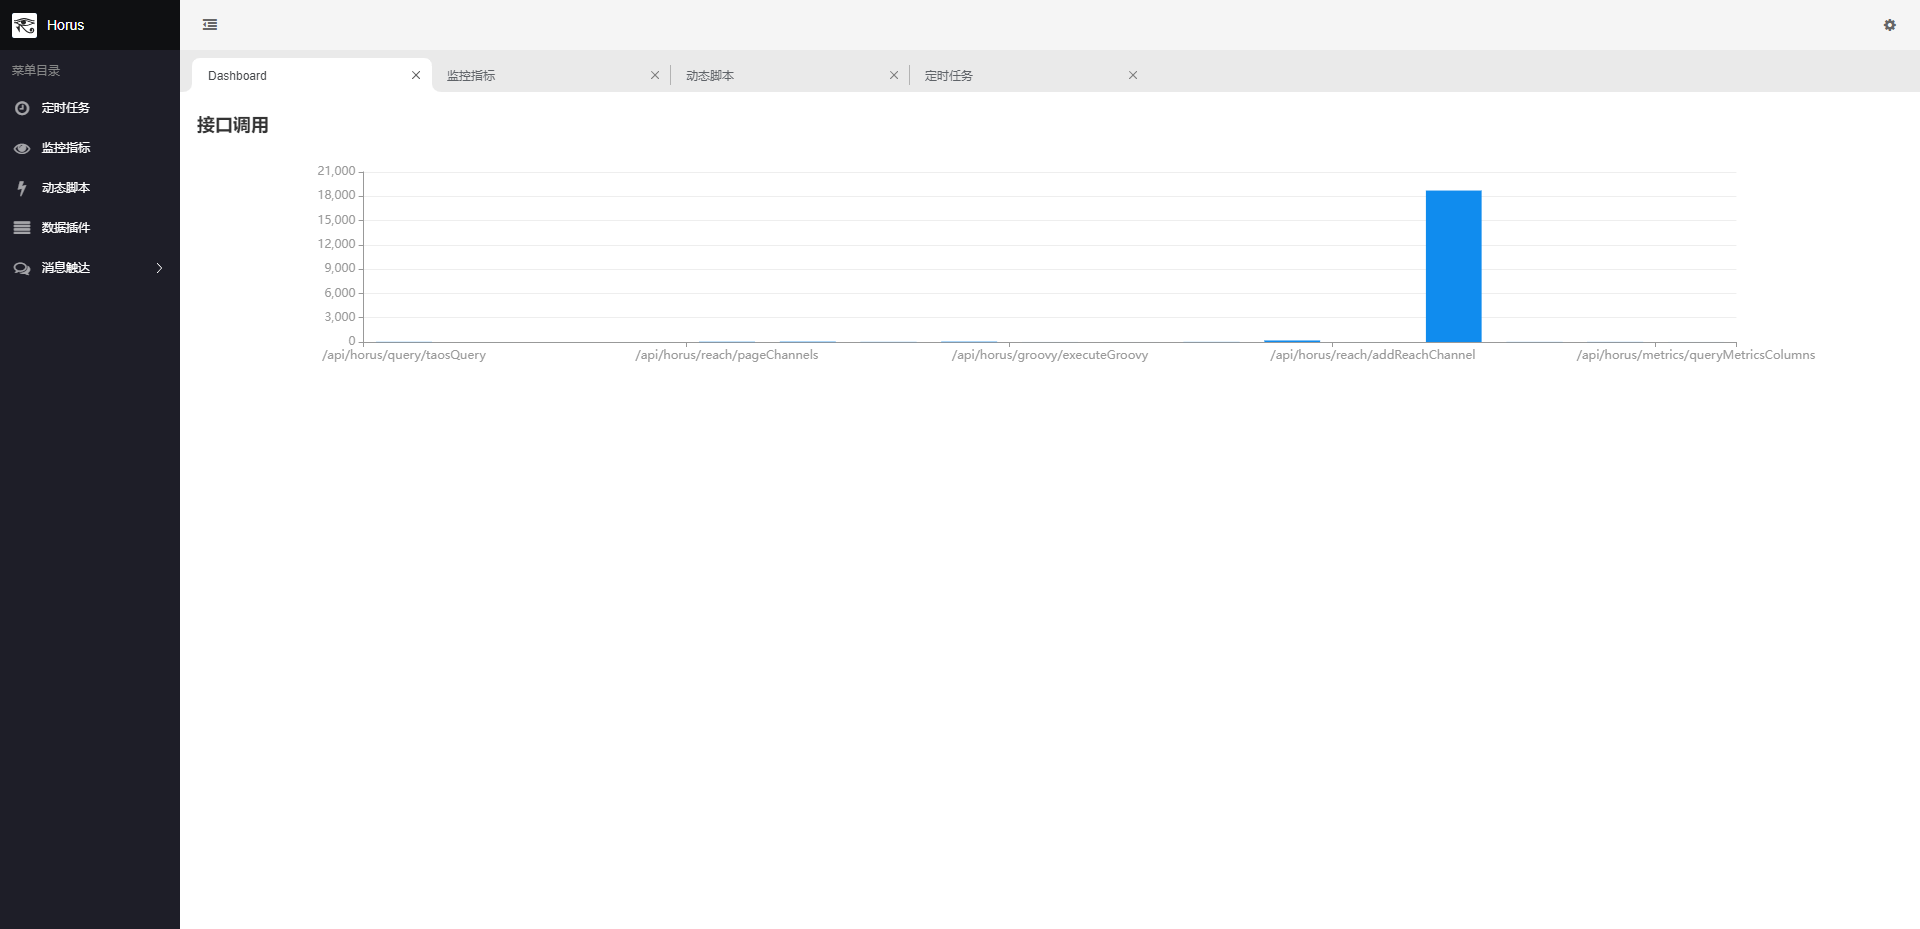 Horus
菜单目录
定时任务
监控指标
动态脚本
数据插件
消息触达
Dashboard
监控指标
动态脚本
定时任务
接口调用
21,000
18,000
15,000
12,000
9,000
6,000
3,000
0
/api/horus/query/taosQuery
/api/horus/reach/pageChannels
/api/horus/groovy/executeGroovy
/api/horus/reach/addReachChannel
/api/horus/metrics/queryMetricsColumns